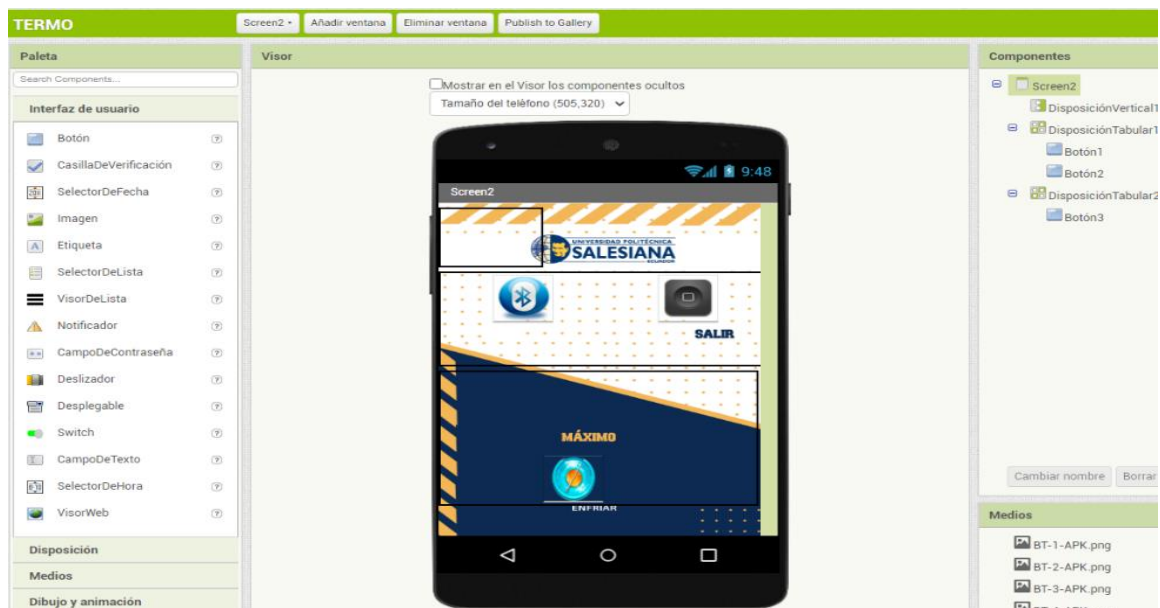 TERMO
Screen2
Añadir ventana
Eliminar ventana
Publish to Gallery
Paleta
Search Components...
Interfaz de usuario
Botón
CasillaDeVerificación
SelectorDeFecha
Imagen
Etiqueta
SelectorDeLista
VisorDeLista
Notificador
CampoDeContraseña
Deslizador
Desplegable
Switch
CampoDeTexto
SelectorDeHora
VisorWeb
Disposición
Medios
Dibujo y animación
Visor
Mostrar en el Visor los componentes ocultos
Tamaño del teléfono (505,320)
9:48
Screen2
UNIVERSIDAD POLITÉCNICA
SALESIANA
ECUADOR
SALIR
MÁXIMO
ENFRIAR
Componentes
Screen2
DisposiciónVertical1
DisposiciónTabular1
Botón1
Botón2
DisposiciónTabular2
Botón3
Cambiar nombre
Borrar
Medios
BT-1-APK.png
BT-2-APK.png
BT-3-APK.png